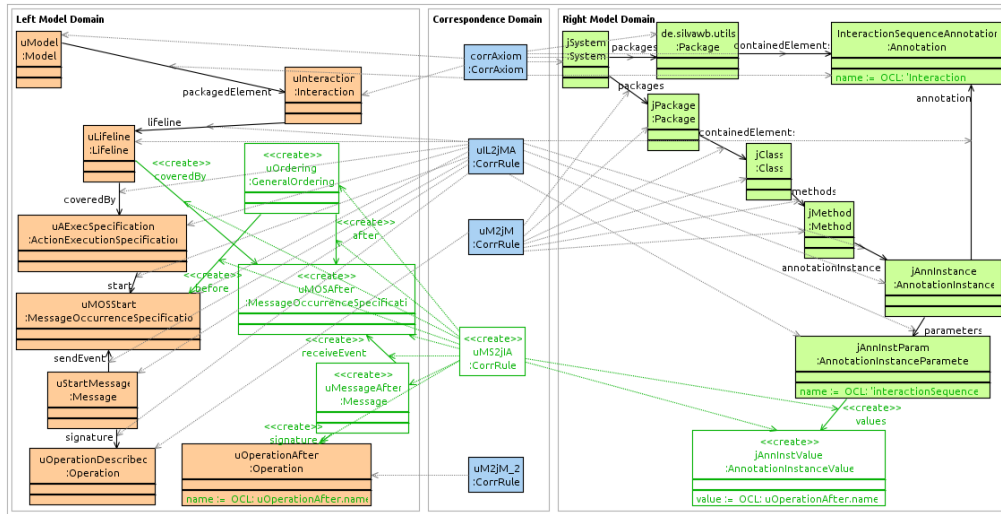 Left Model Domain
Correspondence Domain
Right Model Domain
uModel
:Model
packagedElement
uInteraction
:Interaction
lifeline
uLifeline
:Lifeline
coveredBy
<<create>>
coveredBy
<<create>>
uOrdering
:GeneralOrdering
<<create>>
after
uAExecSpecification
:ActionExecutionSpecification
start
<<create>>
before
<<create>>
uMOSAfter
:MessageOccurrenceSpecificati
uMOSStart
:MessageOccurrenceSpecificatio
sendEvent
<<create>>
receiveEvent
uStartMessage
:Message
<<create>>
uMessageAfter
:Message
signature
<<create>>
signature
uOperationDescribed
:Operation
uOperationAfter
:Operation
name := OCL: uOperationAfter.name
corrAxiom
:CorrAxiom
uIL2jMA
:CorrRule
uM2jM
:CorrRule
<<create>>
uMS2jIA
:CorrRule
uM2jM_2
:CorrRule
jSystem
:System
packages
de.silvawb.utils
:Package
containedElements
InteractionSequenceAnnotation
:Annotation
name := OCL: 'Interaction
packages
annotation
jPackage
:Package
containedElements
jClass
:Class
methods
jMethod
:Method
annotationInstance
jAnnInstance
:AnnotationInstance
parameters
jAnnInstParam
:AnnotationInstanceParamete
name := OCL: 'interactionSequence
<<create>>
values
<<create>>
jAnnInstValue
:AnnotationInstanceValue
value := OCL: uOperationAfter.name